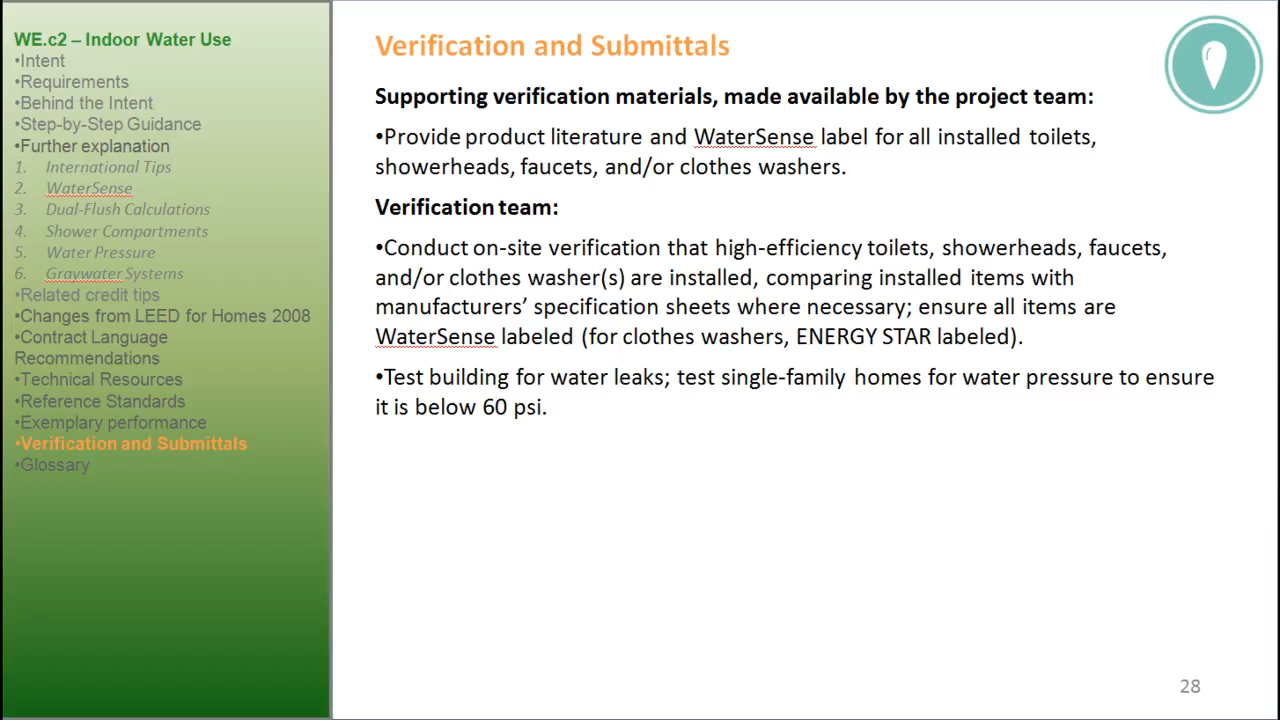 WE.c2 – Indoor Water Use
•Intent
•Requirements
•Behind the Intent
•Step-by-Step Guidance
•Further explanation
1. International Tips
2. WaterSense
3. Dual-Flush Calculations
4. Shower Compartments
5. Water Pressure
6. Graywater Systems
•Related credit tips
•Changes from LEED for Homes 2008
•Contract Language
Recommendations
•Technical Resources
•Reference Standards
•Exemplary performance
•Verification and Submittals
•Glossary
Verification and Submittals
Supporting verification materials, made available by the project team:
•Provide product literature and WaterSense label for all installed toilets,
showerheads, faucets, and/or clothes washers.
Verification team:
•Conduct on-site verification that high-efficiency toilets, showerheads, faucets,
and/or clothes washer(s) are installed, comparing installed items with
manufacturers’ specification sheets where necessary; ensure all items are
WaterSense labeled (for clothes washers, ENERGY STAR labeled).
•Test building for water leaks; test single-family homes for water pressure to ensure
it is below 60 psi.
28